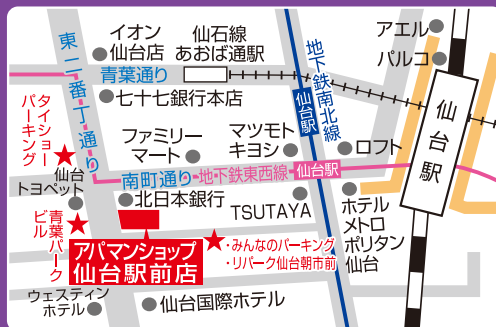 イオン
仙台店
仙石線
あおば通駅
地下鉄南北線
アエル
パルコ
東二番丁通り
青葉通り
七十七銀行本店
仙台駅
仙台駅
タイショー
パーキング
ファミリー
マート
マツモト
キヨシ
ロフト
仙台
トヨペット
南町通り
地下鉄東西線
仙台駅
北日本銀行
TSUTAYA
ホテル
メトロ
ポリタン
仙台
青葉パーク
ビル
アパマンショップ
仙台駅前店
・みんなのパーキング
・リパーク仙台朝市前
ウェスティン
ホテル
仙台国際ホテル